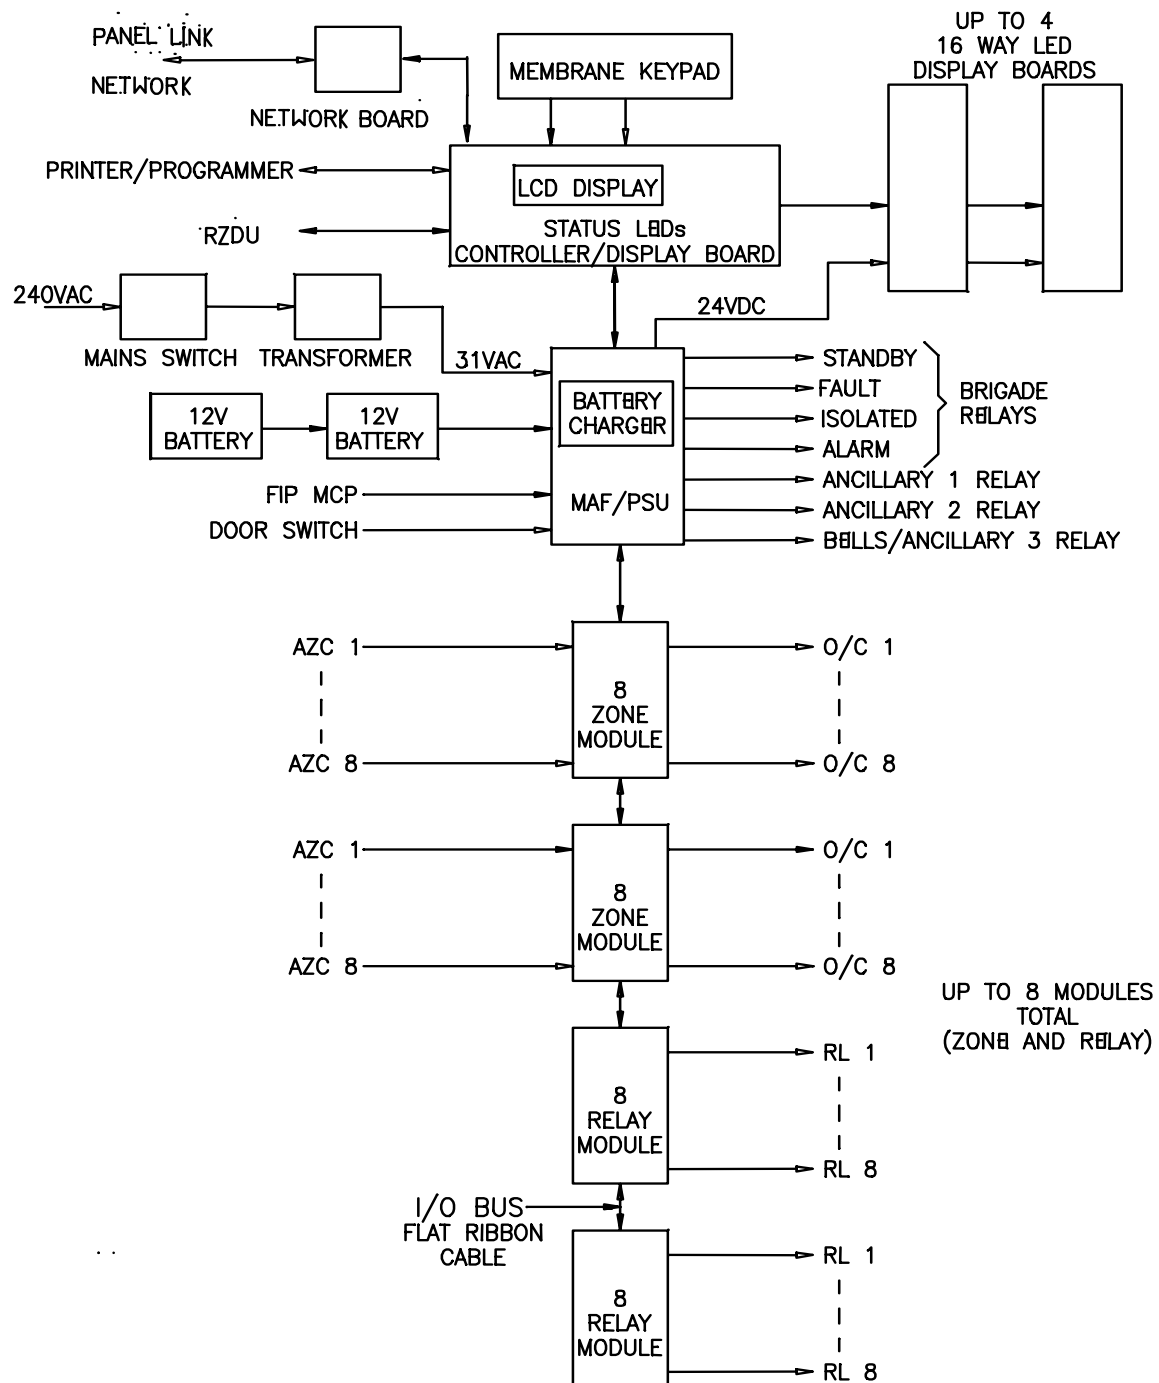 PANEL LINK
NETWORK
NETWORK BOARD
MEMBRANE KEYPAD
UP TO 4
16 WAY LED
DISPLAY BOARDS
PRINTER/PROGRAMMER
LCD DISPLAY
STATUS LEDs
CONTROLLER/DISPLAY BOARD
RZDU
240VAC
MAINS SWITCH
TRANSFORMER
31VAC
24VDC
12V
BATTERY
12V
BATTERY
BATTERY
CHARGER
MAF/PSU
FIP MCP
DOOR SWITCH
STANDBY
FAULT
ISOLATED
ALARM
BRIGADE
RELAYS
ANCILLARY 1 RELAY
ANCILLARY 2 RELAY
BELLS/ANCILLARY 3 RELAY
AZC 1
AZC 8
8
ZONE
MODULE
O/C 1
O/C 8
AZC 1
AZC 8
8
ZONE
MODULE
O/C 1
O/C 8
UP TO 8 MODULES
TOTAL
(ZONE AND RELAY)
8
RELAY
MODULE
RL 1
RL 8
I/O BUS
FLAT RIBBON
CABLE
8
RELAY
MODULE
RL 1
RL 8